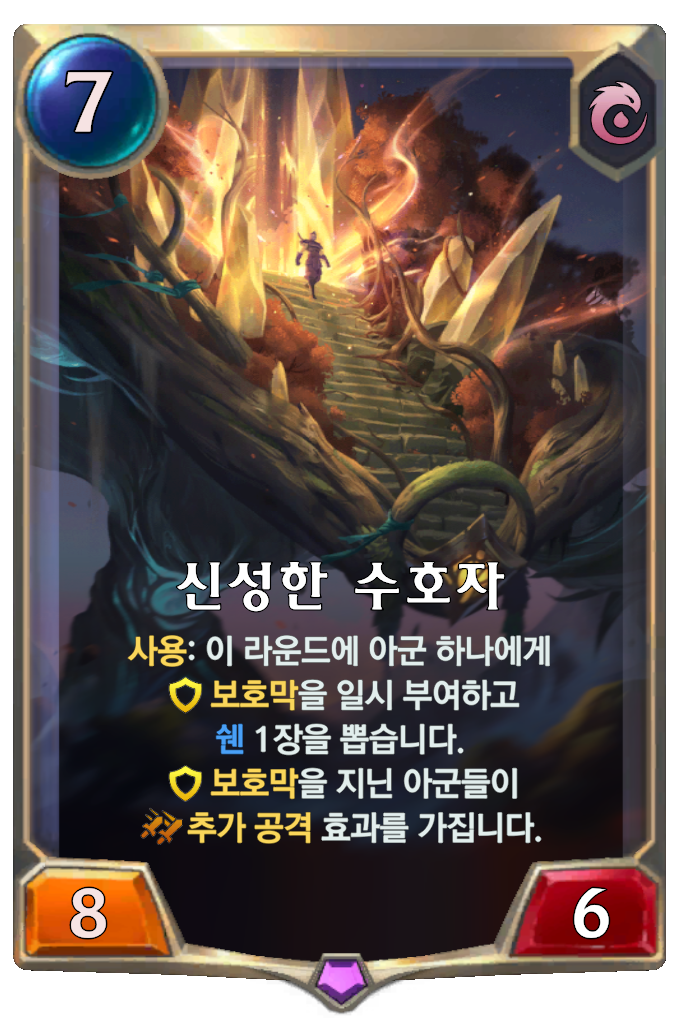 7
신성한 수호자
사용: 이 라운드에 아군 하나에게
보호막을 일시 부여하고
쉔 1장을 뽑습니다.
보호막을 지닌 아군들이
추가 공격 효과를 가집니다.
8
6